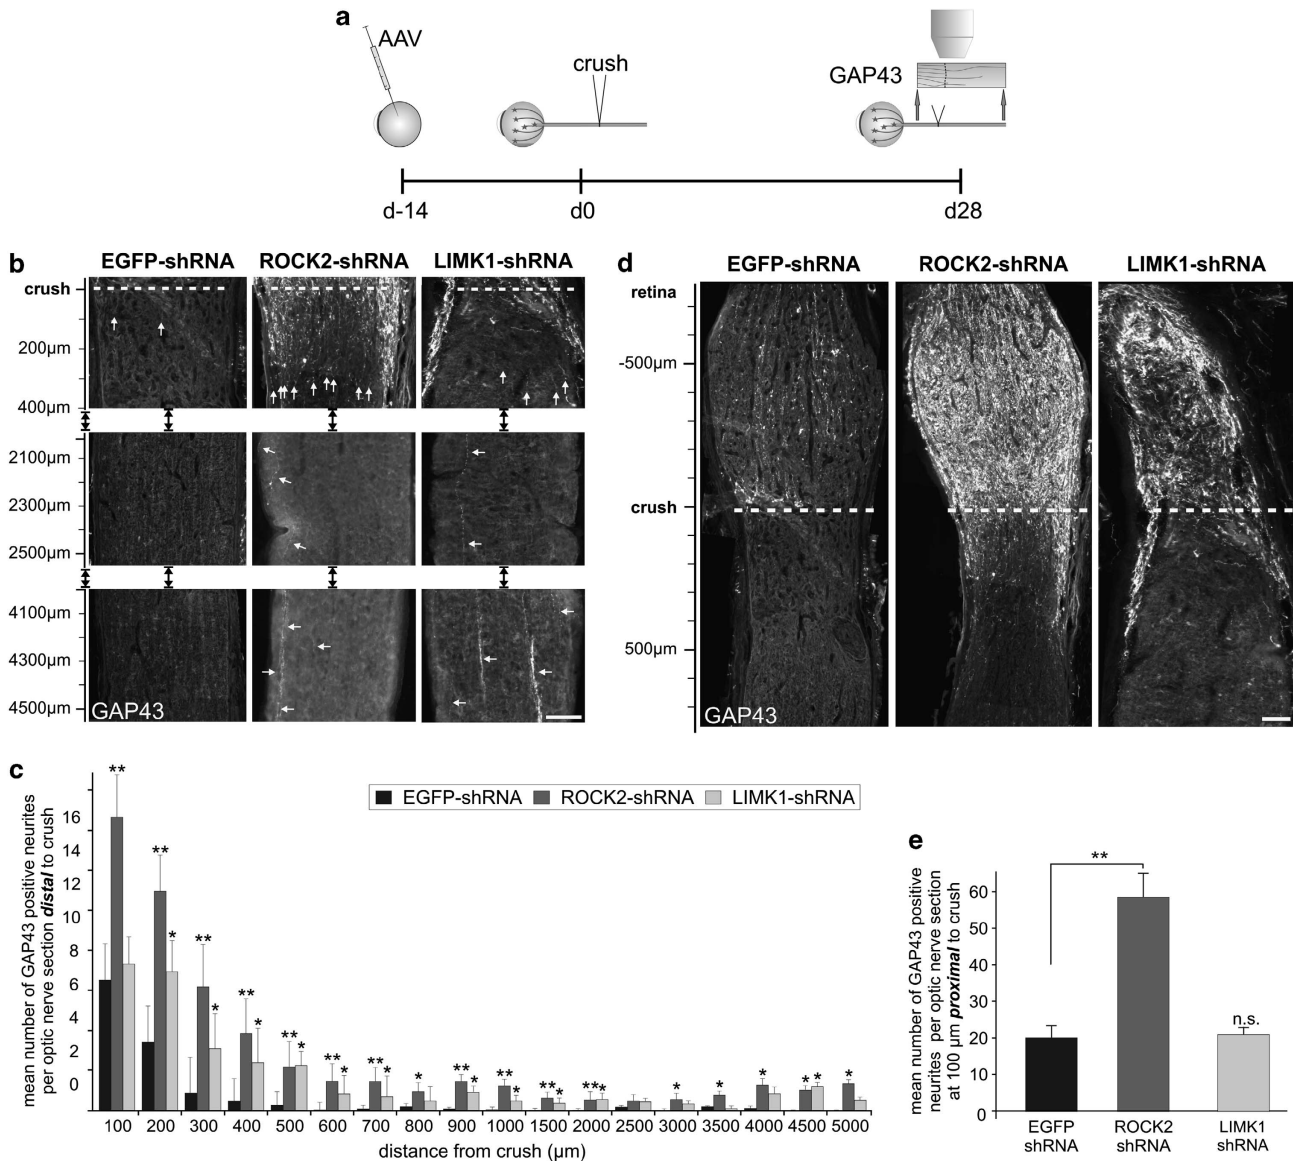 a
AAV
crush
GAP43
d-14
d0
d28
b
EGFP-shRNA
ROCK2-shRNA
LIMK1-shRNA
crush
200µm
400µm
2100µm
2300µm
2500µm
4100µm
4300µm
4500µm
GAP43
d
EGFP-shRNA
ROCK2-shRNA
LIMK1-shRNA
retina
-500µm
crush
500µm
GAP43
c
mean number of GAP43 positive neurites
per optic nerve section distal to crush
16
14
12
10
8
6
4
2
0
EGFP-shRNA
ROCK2-shRNA
LIMK1-shRNA
**
**
*
**
*
**
*
**
*
**
*
**
*
*
**
*
**
*
**
*
**
*
*
*
*
*
*
*
100 200 300 400 500 600 700 800 900 1000 1500 2000 2500 3000 3500 4000 4500 5000
distance from crush (µm)
e
mean number of GAP43 positive
neurites per optic nerve section
at 100 µm proximal to crush
60
50
40
30
20
10
0
**
n.s.
EGFP
shRNA
ROCK2
shRNA
LIMK1
shRNA